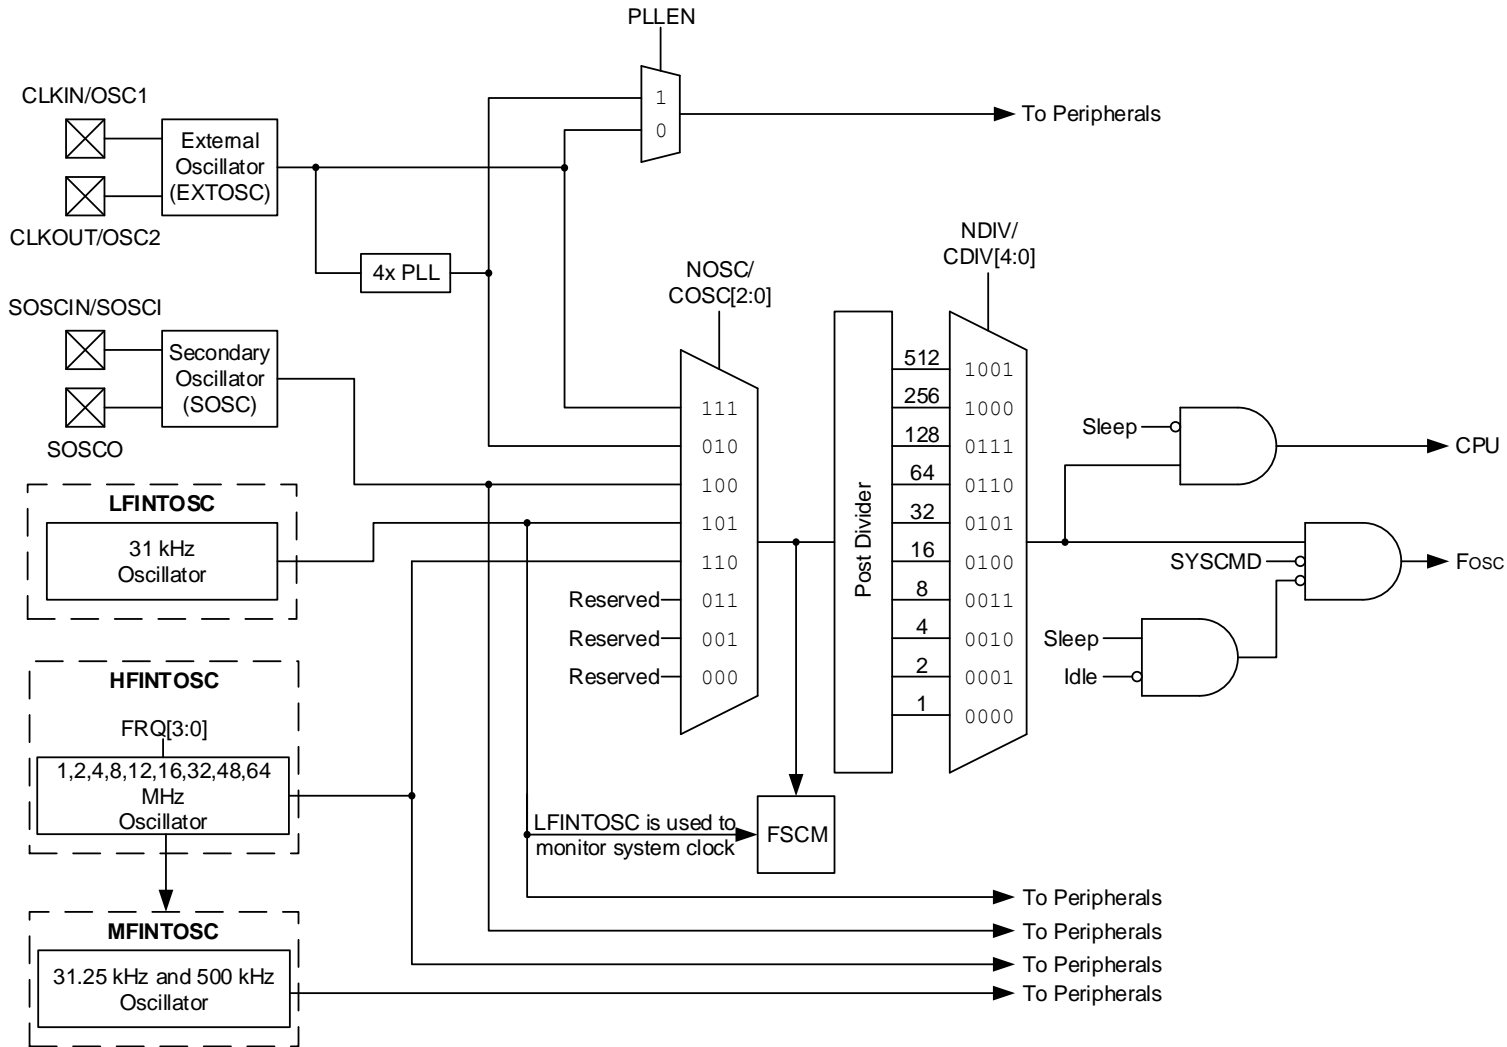 PLLEN
CLKIN/OSC1
1
0
To Peripherals
External
Oscillator
(EXTOSC)
CLKOUT/OSC2
4x PLL
NOSC/
COSC[2:0]
NDIV/
CDIV[4:0]
SOSCIN/SOSCI
Secondary
Oscillator
(SOSC)
SOSCO
111
010
100
101
110
Reserved 011
Reserved 001
Reserved 000
Post Divider
512 1001
256 1000
128 0111
64 0110
32 0101
16 0100
8 0011
4 0010
2 0001
1 0000
Sleep
CPU
SYSCMD
FOSC
Sleep
Idle
LFINTOSC
31 kHz
Oscillator
HFINTOSC
FRQ[3:0]
1,2,4,8,12,16,32,48,64
MHz
Oscillator
LFINTOSC is used to
monitor system clock
FSCM
MFINTOSC
31.25 kHz and 500 kHz
Oscillator
To Peripherals
To Peripherals
To Peripherals
To Peripherals